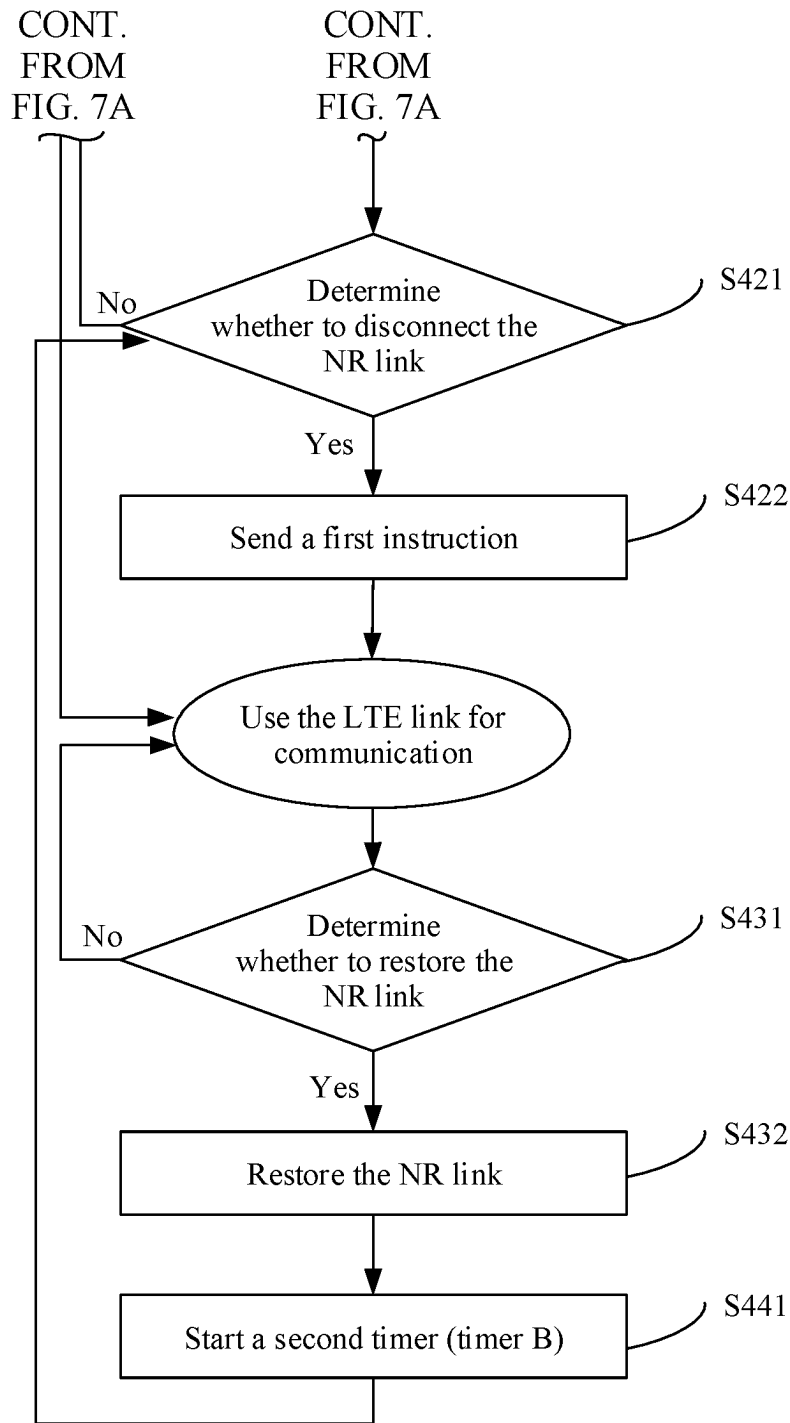 CONT.
FROM
FIG. 7A
CONT.
FROM
FIG. 7A
No
Determine
whether to disconnect the
NR link
S421
Yes
Send a first instruction
S422
Use the LTE link for
communication
No
Determine
whether to restore the
NR link
S431
Yes
Restore the NR link
S432
Start a second timer (timer B)
S441